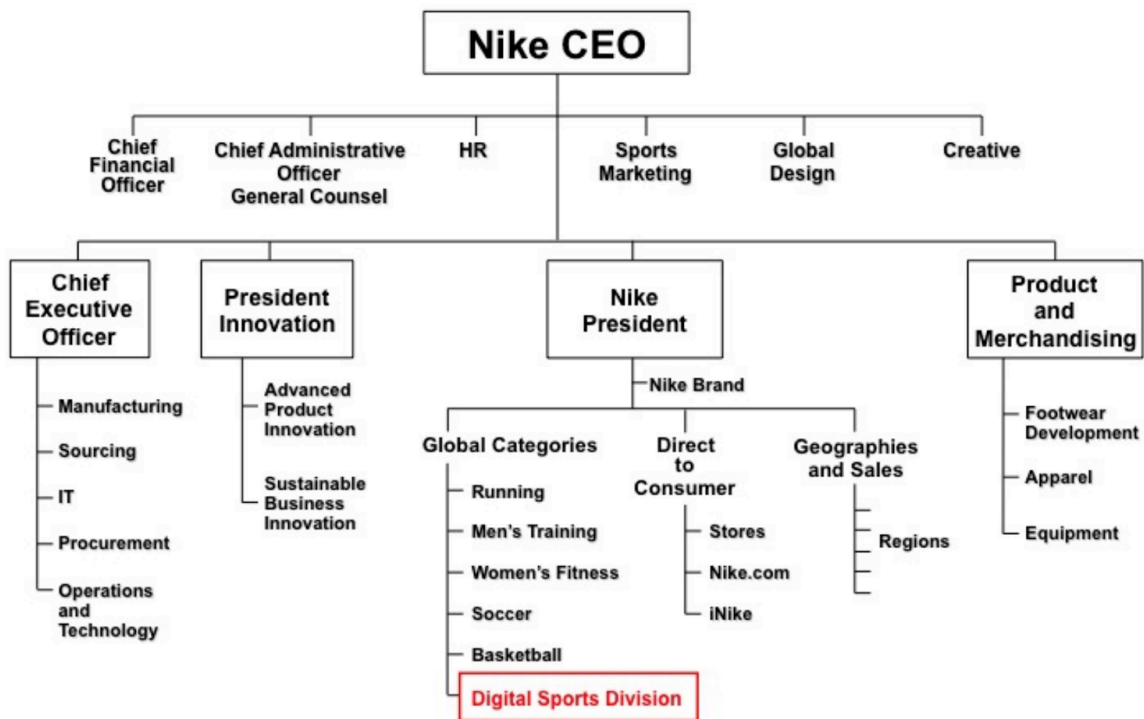 Nike CEO
Chief
Financial
Officer
Chief Administrative
Officer
General Counsel
HR
Sports
Marketing
Global
Design
Creative
Chief
Executive
Officer
Manufacturing
Sourcing
IT
Procurement
Operations
and
Technology
President
Innovation
Advanced
Product
Innovation
Sustainable
Business
Innovation
Nike
President
Nike Brand
Global Categories
Running
Men's Training
Women's Fitness
Soccer
Basketball
Digital Sports Division
Direct
to
Consumer
Stores
Nike.com
iNike
Geographies
and Sales
Regions
Product
and
Merchandising
Footwear
Development
Apparel
Equipment